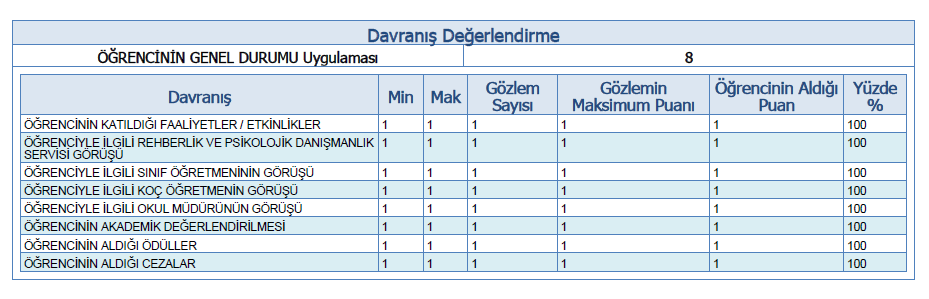 Davranış Değerlendirme
ÖĞRENCİNİN GENEL DURUMU Uygulaması 8
Davranış Min Mak Gözlem Sayısı Gözlemin Maksimum Puanı Öğrencinin Aldığı Puan Yüzde %
ÖĞRENCİNİN KATILDIĞI FAALİYETLER / ETKİNLİKLER 1 1 1 1 1 100
ÖĞRENCİYLE İLGİLİ REHBERLİK VE PSİKOLOJİK DANIŞMANLIK 1 1 1 1 1 100
SERVİSİ GÖRÜŞÜ
ÖĞRENCİYLE İLGİLİ SINIF ÖĞRETMENİNİN GÖRÜŞÜ 1 1 1 1 1 100
ÖĞRENCİYLE İLGİLİ KOÇ ÖĞRETMENİN GÖRÜŞÜ 1 1 1 1 1 100
ÖĞRENCİYLE İLGİLİ OKUL MÜDÜRÜNÜN GÖRÜŞÜ 1 1 1 1 1 100
ÖĞRENCİNİN AKADEMİK DEĞERLENDİRİLMESİ 1 1 1 1 1 100
ÖĞRENCİNİN ALDIĞI ÖDÜLLER 1 1 1 1 1 100
ÖĞRENCİNİN ALDIĞI CEZALAR 1 1 1 1 1 100